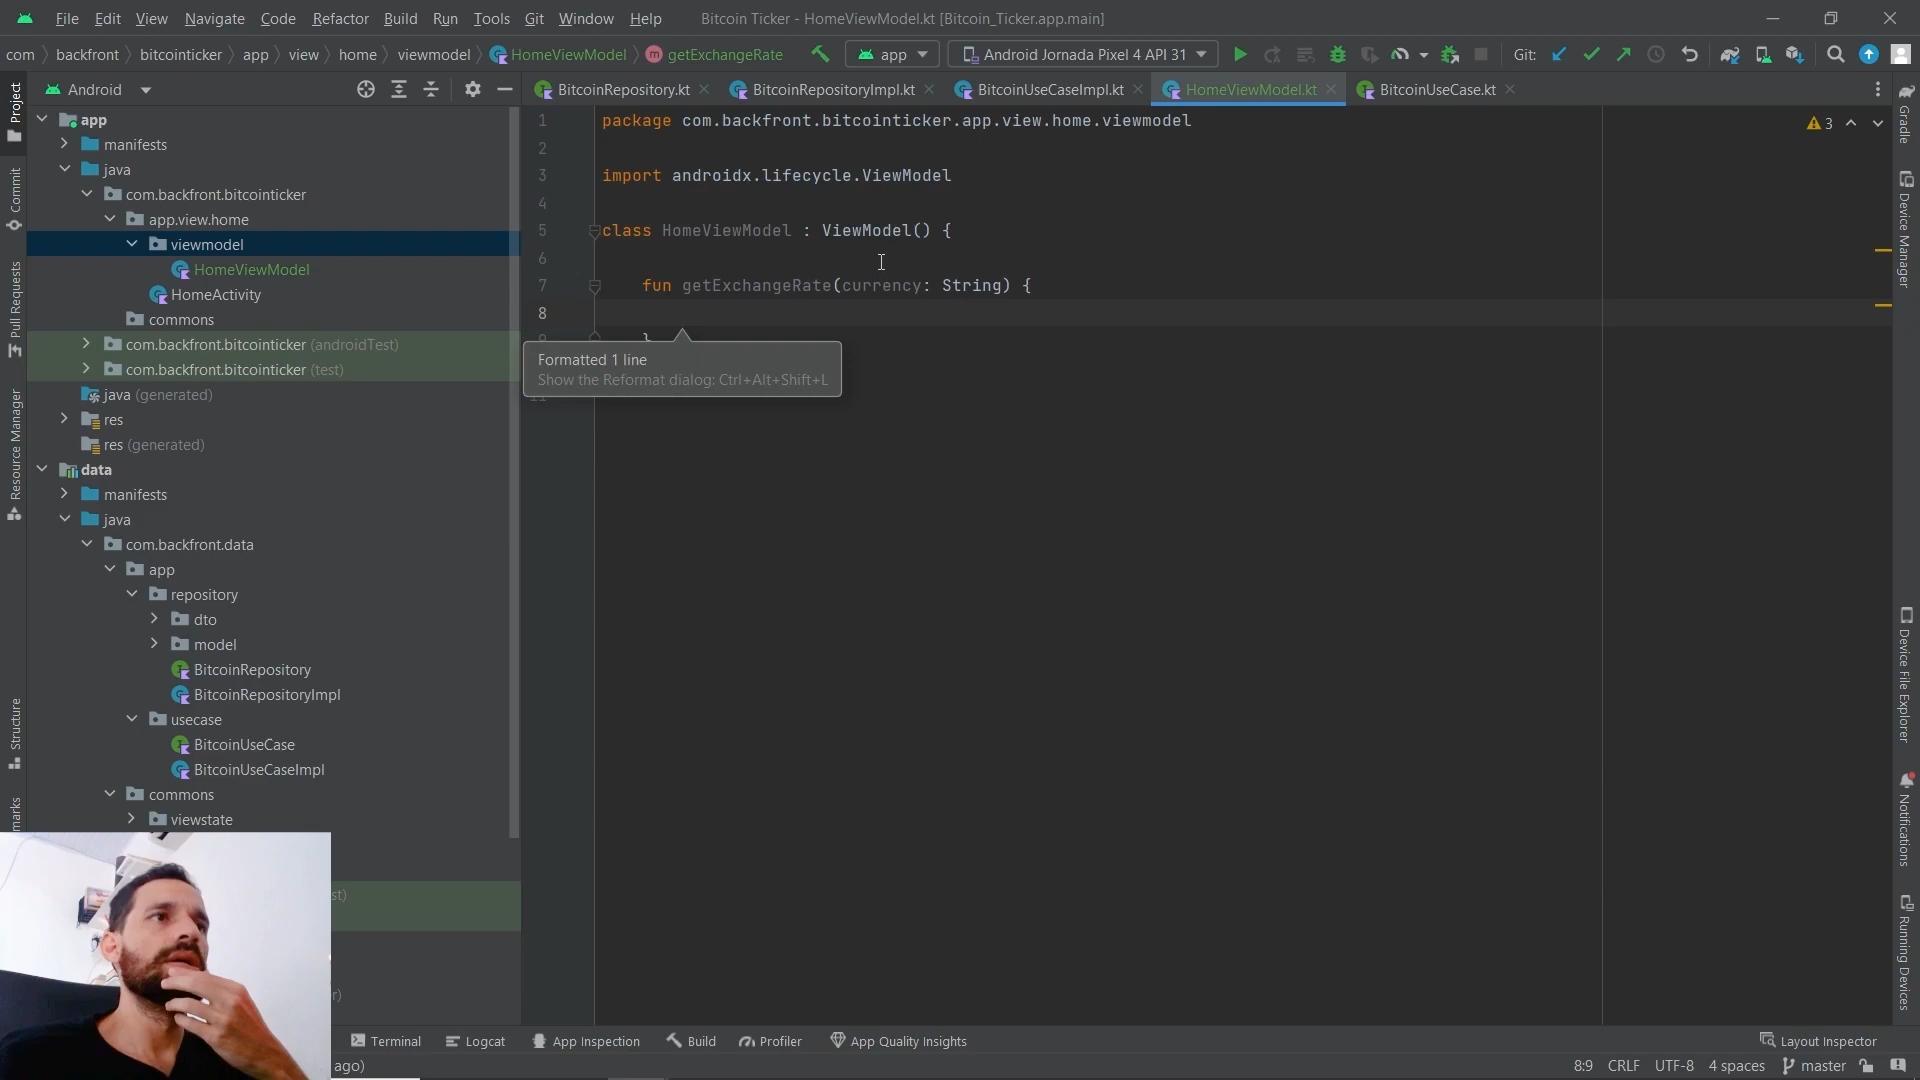 File Edit View Navigate Code Refactor Build Run Tools Git Window Help Bitcoin Ticker - HomeViewModel.kt [Bitcoin_Ticker.app.main]
com backfront bitcointicker app view home viewmodel HomeViewModel getExchangeRate app Android Jornada Pixel 4 API 31 Git:
Android
BitcoinRepository.kt BitcoinRepositoryImpl.kt BitcoinUseCaseImpl.kt HomeViewModel.kt BitcoinUseCase.kt
Project
Commit
Pull Requests
Resource Manager
Structure
marks
app
manifests
java
com.backfront.bitcointicker
app.view.home
viewmodel
HomeViewModel
HomeActivity
commons
com.backfront.bitcointicker (androidTest)
com.backfront.bitcointicker (test)
java (generated)
res
res (generated)
data
manifests
java
com.backfront.data
app
repository
dto
model
BitcoinRepository
BitcoinRepositoryImpl
usecase
BitcoinUseCase
BitcoinUseCaseImpl
commons
viewstate
st)
r)
1 package com.backfront.bitcointicker.app.view.home.viewmodel
2
3 import androidx.lifecycle.ViewModel
4
5 class HomeViewModel : ViewModel() {
6
7 fun getExchangeRate(currency: String) {
8
9 }
11
Formatted 1 line
Show the Reformat dialog: Ctrl+Alt+Shift+L
3
Gradle
Device Manager
Device File Explorer
Notifications
Running Devices
Terminal Logcat App Inspection Build Profiler App Quality Insights Layout Inspector
ago) 8:9 CRLF UTF-8 4 spaces master